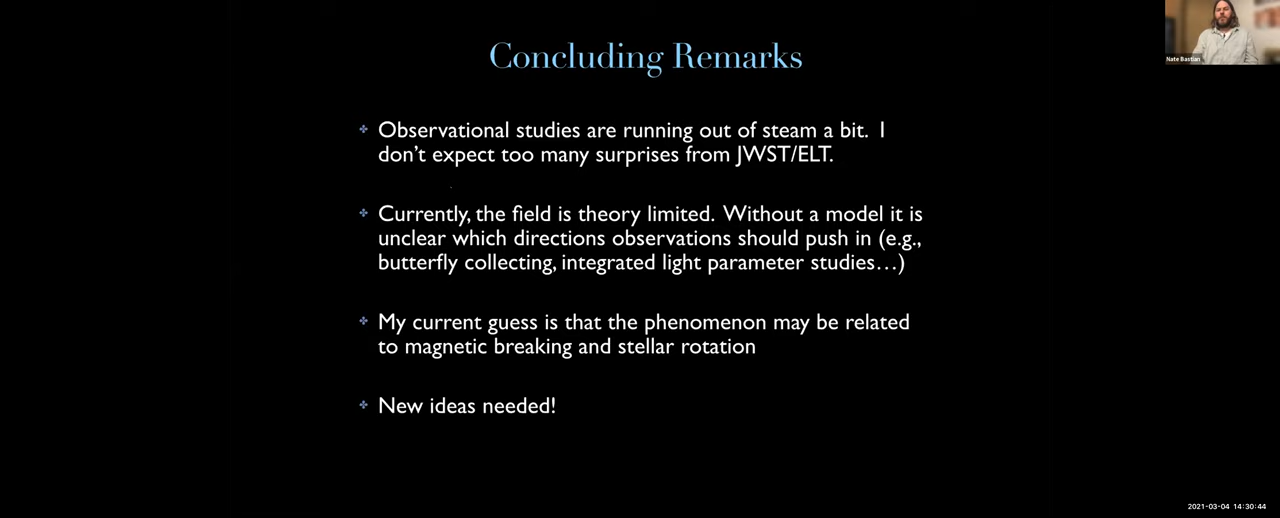 Concluding Remarks
Nate Bastian
Observational studies are running out of steam a bit. I
don't expect too many surprises from JWST/ELT.
Currently, the field is theory limited. Without a model it is
unclear which directions observations should push in (e.g.,
butterfly collecting, integrated light parameter studies...)
My current guess is that the phenomenon may be related
to magnetic breaking and stellar rotation
New ideas needed!
2021-03-04 14:30:44